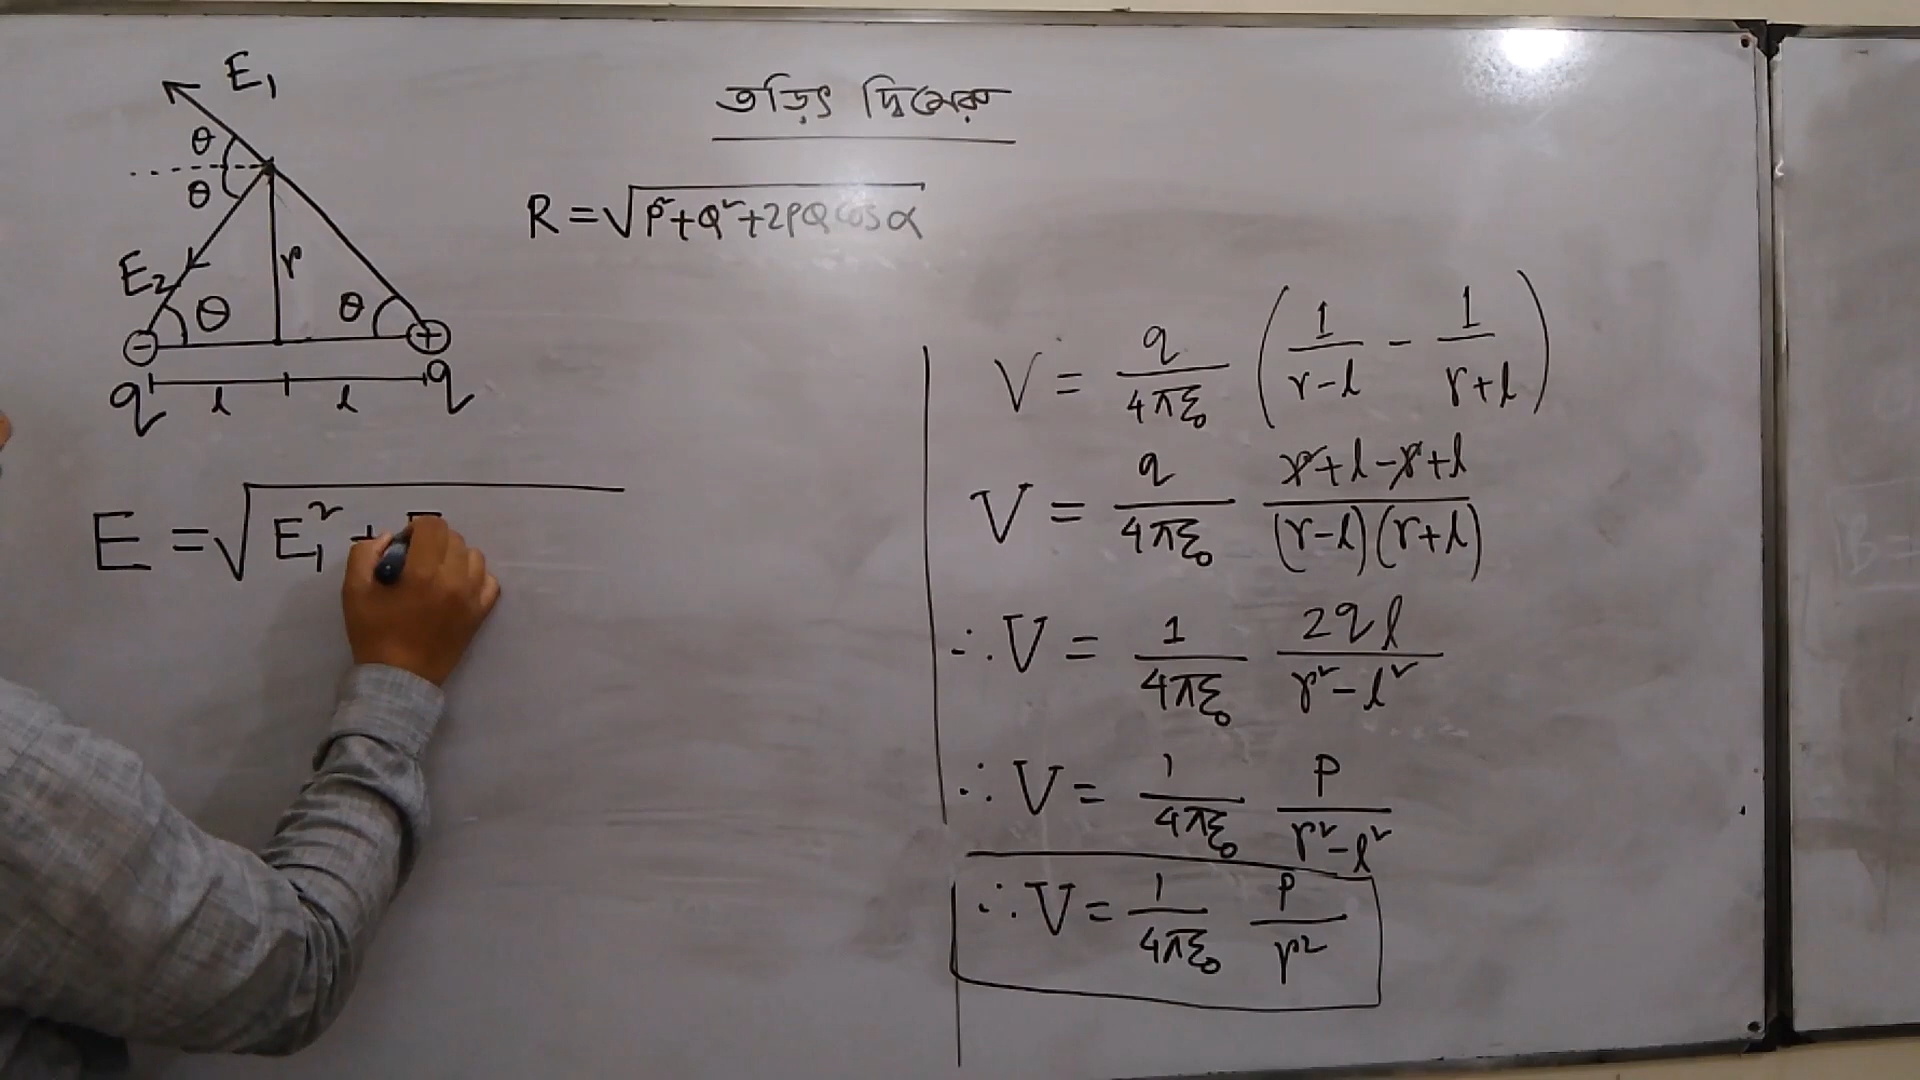 তড়িৎ দ্বিমেরু
E₁
θ
θ
E₂
r
θ
θ
-
+
q
l
l
q
R = √(P² + Q² + 2PQ cos α)
E = √(E₁² +
V = q/4πε₀ (1/(r-l) - 1/(r+l))
V = q/4πε₀ (r+l-r+l)/((r-l)(r+l))
∴ V = 1/4πε₀ 2ql/(r²-l²)
∴ V = 1/4πε₀ P/(r²-l²)
∴ V = 1/4πε₀ P/r²